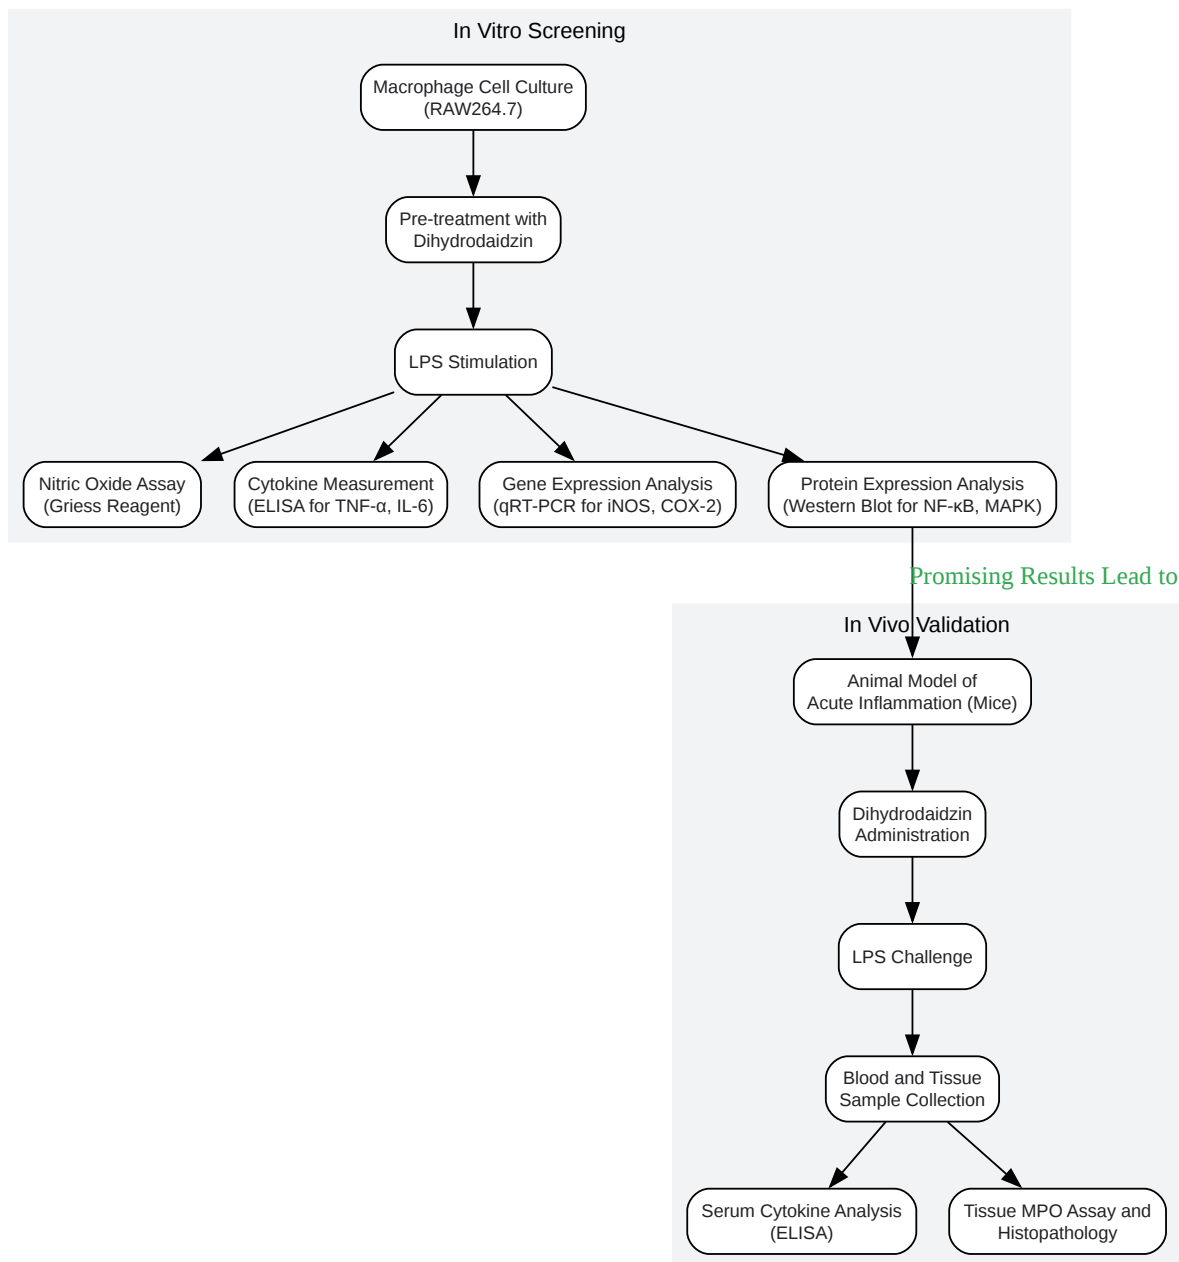 In Vitro Screening
Macrophage Cell Culture
(RAW264.7)
Pre-treatment with
Dihydrodaidzin
LPS Stimulation
Nitric Oxide Assay
(Griess Reagent)
Cytokine Measurement
(ELISA for TNF-α, IL-6)
Gene Expression Analysis
(qRT-PCR for iNOS, COX-2)
Protein Expression Analysis
(Western Blot for NF-κB, MAPK)
Promising Results Lead to
In Vivo Validation
Animal Model of
Acute Inflammation (Mice)
Dihydrodaidzin
Administration
LPS Challenge
Blood and Tissue
Sample Collection
Serum Cytokine Analysis
(ELISA)
Tissue MPO Assay and
Histopathology